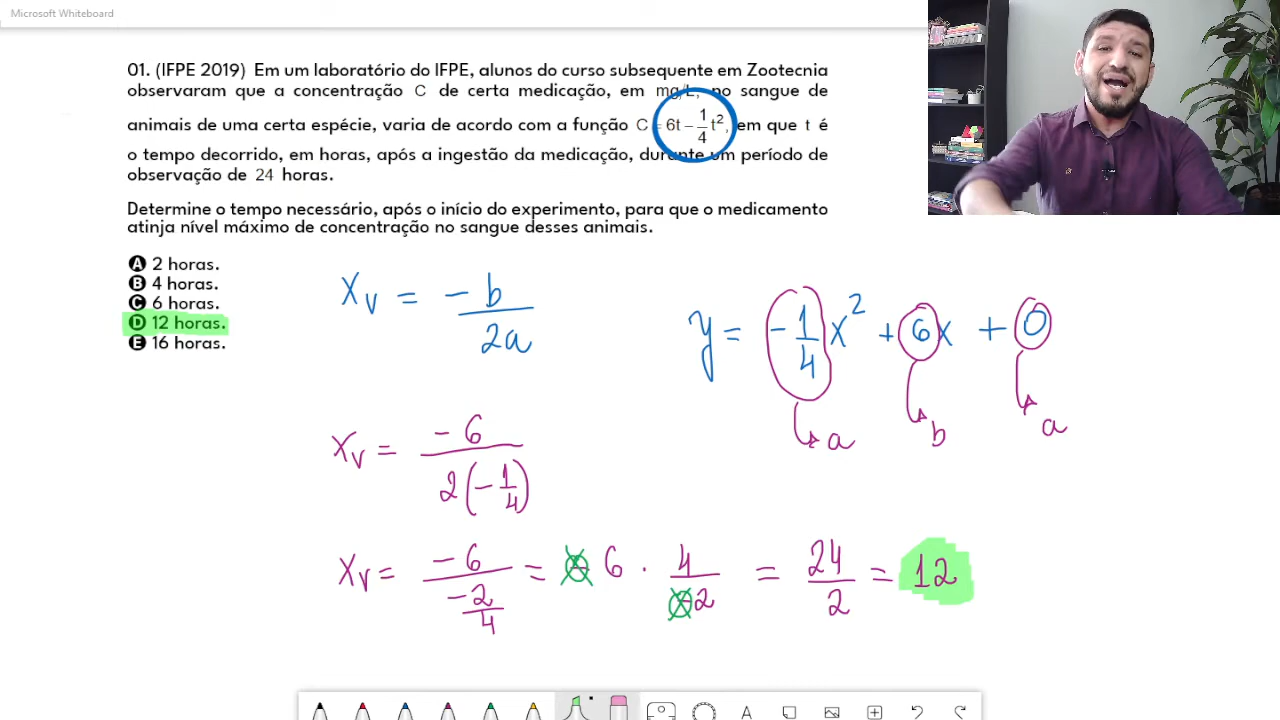 Microsoft Whiteboard
01. (IFPE 2019) Em um laboratório do IFPE, alunos do curso subsequente em Zootecnia
observaram que a concentração C de certa medicação, em mg/L, no sangue de
animais de uma certa espécie, varia de acordo com a função C = 6t − 1/4 t², em que t é
o tempo decorrido, em horas, após a ingestão da medicação, durante um período de
observação de 24 horas.
Determine o tempo necessário, após o início do experimento, para que o medicamento
atinja nível máximo de concentração no sangue desses animais.
A 2 horas.
B 4 horas.
C 6 horas.
D 12 horas.
E 16 horas.
Xv = −b/2a
y = −1/4 x² + 6x + 0
a b a
Xv = −6/2(−1/4)
Xv = −6/−2/4 = −6 · 4/−2 = 24/2 = 12
A